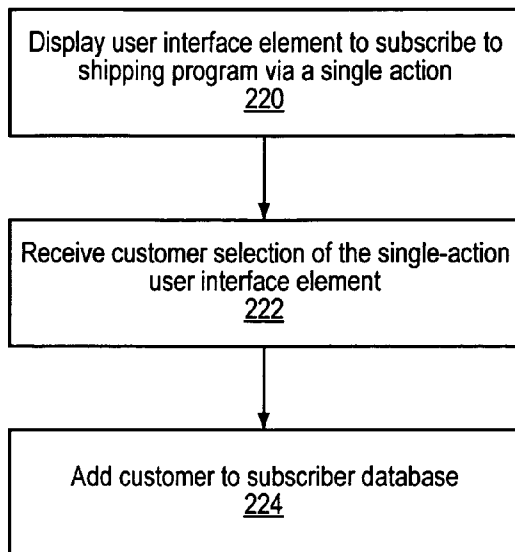 Display user interface element to subscribe to
shipping program via a single action
220
Receive customer selection of the single-action
user interface element
222
Add customer to subscriber database
224